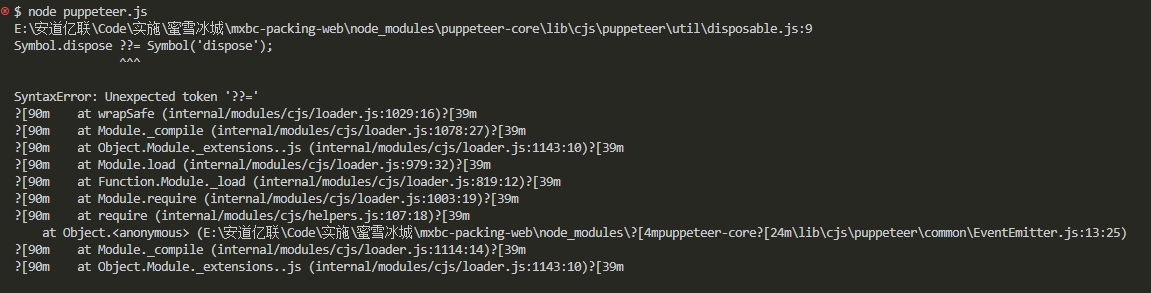 $ node puppeteer.js
E:\安道亿联\Code\实施\蜜雪冰城\mxbc-packing-web\node_modules\puppeteer-core\lib\cjs\puppeteer\util\disposable.js:9
Symbol.dispose ??= Symbol('dispose');
               ^^^

SyntaxError: Unexpected token '??='
?[90m    at wrapSafe (internal/modules/cjs/loader.js:1029:16)?[39m
?[90m    at Module._compile (internal/modules/cjs/loader.js:1078:27)?[39m
?[90m    at Object.Module._extensions..js (internal/modules/cjs/loader.js:1143:10)?[39m
?[90m    at Module.load (internal/modules/cjs/loader.js:979:32)?[39m
?[90m    at Function.Module._load (internal/modules/cjs/loader.js:819:12)?[39m
?[90m    at Module.require (internal/modules/cjs/loader.js:1003:19)?[39m
?[90m    at require (internal/modules/cjs/helpers.js:107:18)?[39m
    at Object.<anonymous> (E:\安道亿联\Code\实施\蜜雪冰城\mxbc-packing-web\node_modules\?[4mpuppeteer-core?[24m\lib\cjs\puppeteer\common\EventEmitter.js:13:25)
?[90m    at Module._compile (internal/modules/cjs/loader.js:1114:14)?[39m
?[90m    at Object.Module._extensions..js (internal/modules/cjs/loader.js:1143:10)?[39m